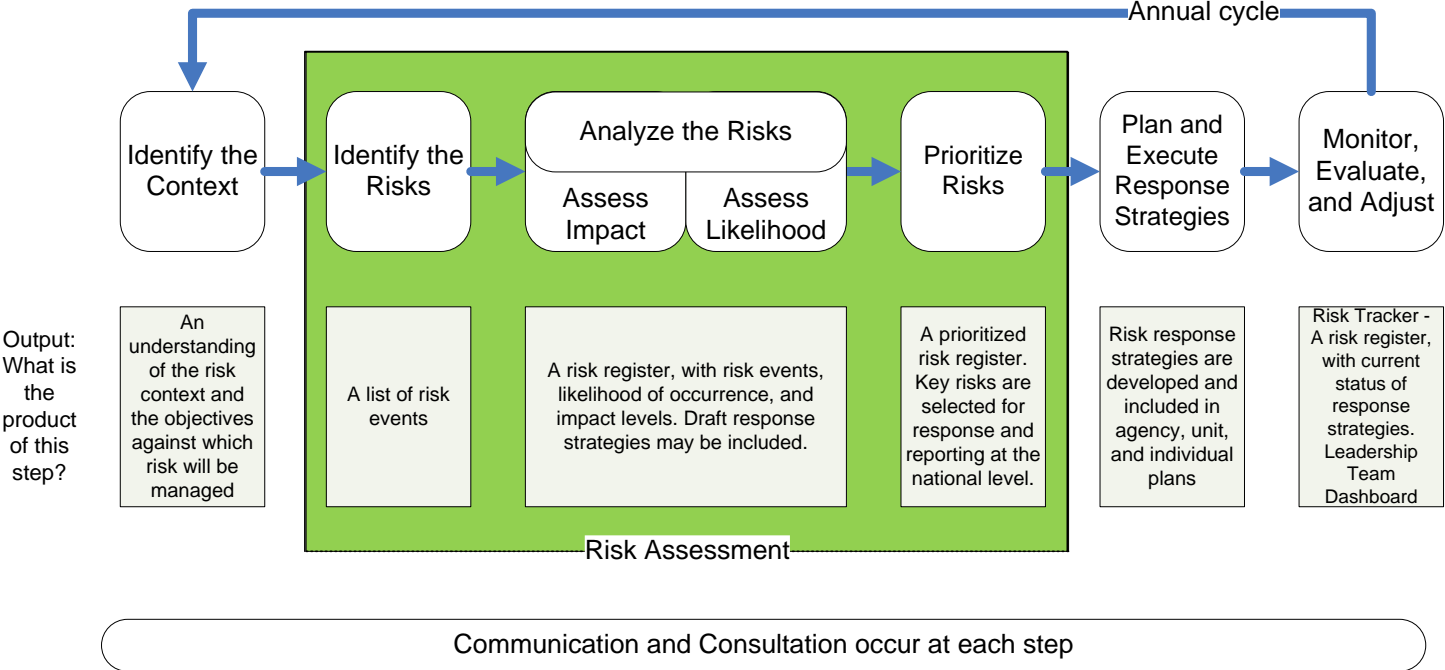 Annual cycle
Identify the
Context
Identify the
Risks
Analyze the Risks
Assess
Impact
Assess
Likelihood
Prioritize
Risks
Plan and
Execute
Response
Strategies
Monitor,
Evaluate,
and Adjust
Output:
What is
the
product
of this
step?
An
understanding
of the risk
context and
the objectives
against which
risk will be
managed
A list of risk
events
A risk register, with risk events,
likelihood of occurrence, and
impact levels. Draft response
strategies may be included.
A prioritized
risk register.
Key risks are
selected for
response and
reporting at the
national level.
Risk response
strategies are
developed and
included in
agency, unit,
and individual
plans
Risk Tracker -
A risk register,
with current
status of
response
strategies.
Leadership
Team
Dashboard
Risk Assessment
Communication and Consultation occur at each step